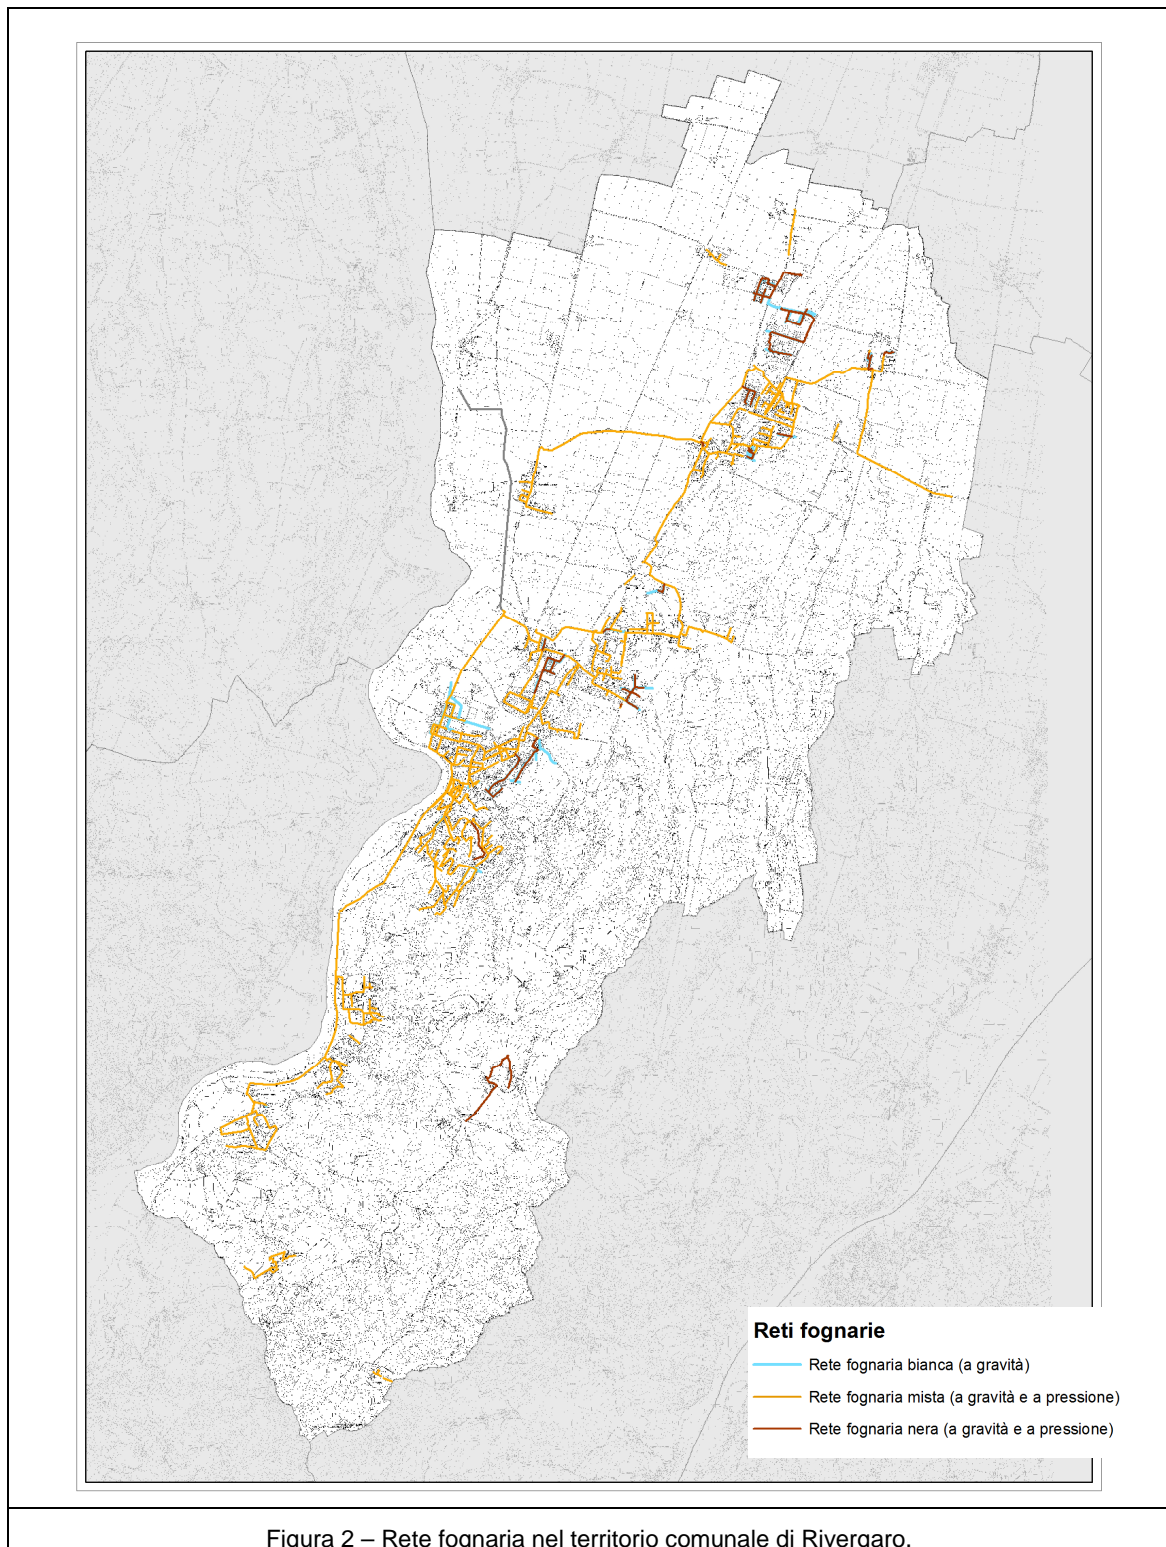 Reti fognarie
Rete fognaria bianca (a gravità)
Rete fognaria mista (a gravità e a pressione)
Rete fognaria nera (a gravità e a pressione)
Figura 2 – Rete fognaria nel territorio comunale di Rivergaro.